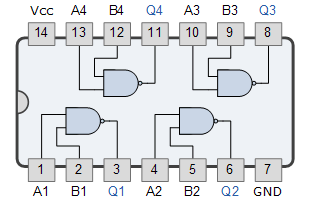 Vcc A4 B4 Q4 A3 B3 Q3
14 13 12 11 10 9 8
1 2 3 4 5 6 7
A1 B1 Q1 A2 B2 Q2 GND